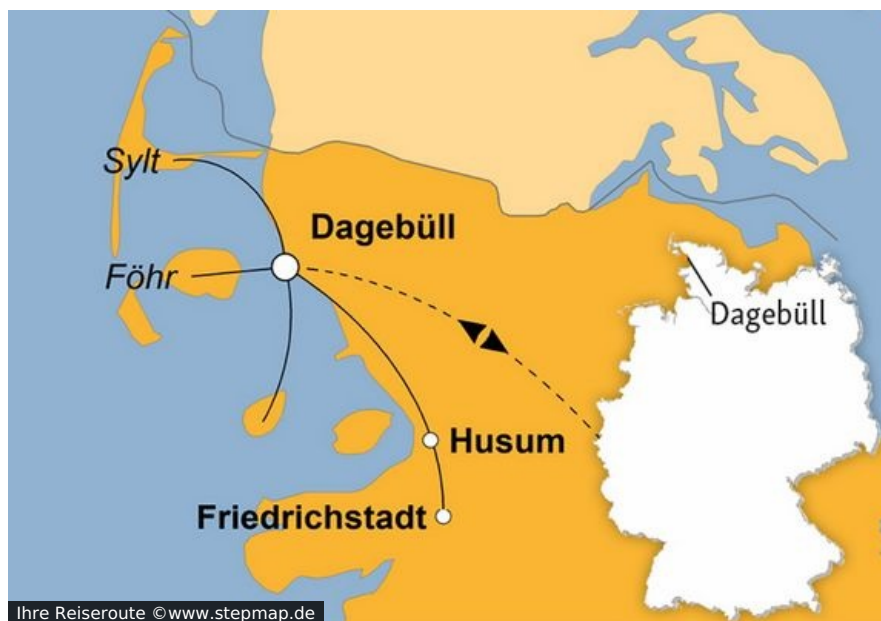 Sylt
Dagebüll
Föhr
Dagebüll
Husum
Friedrichstadt
Ihre Reiseroute ©www.stepmap.de